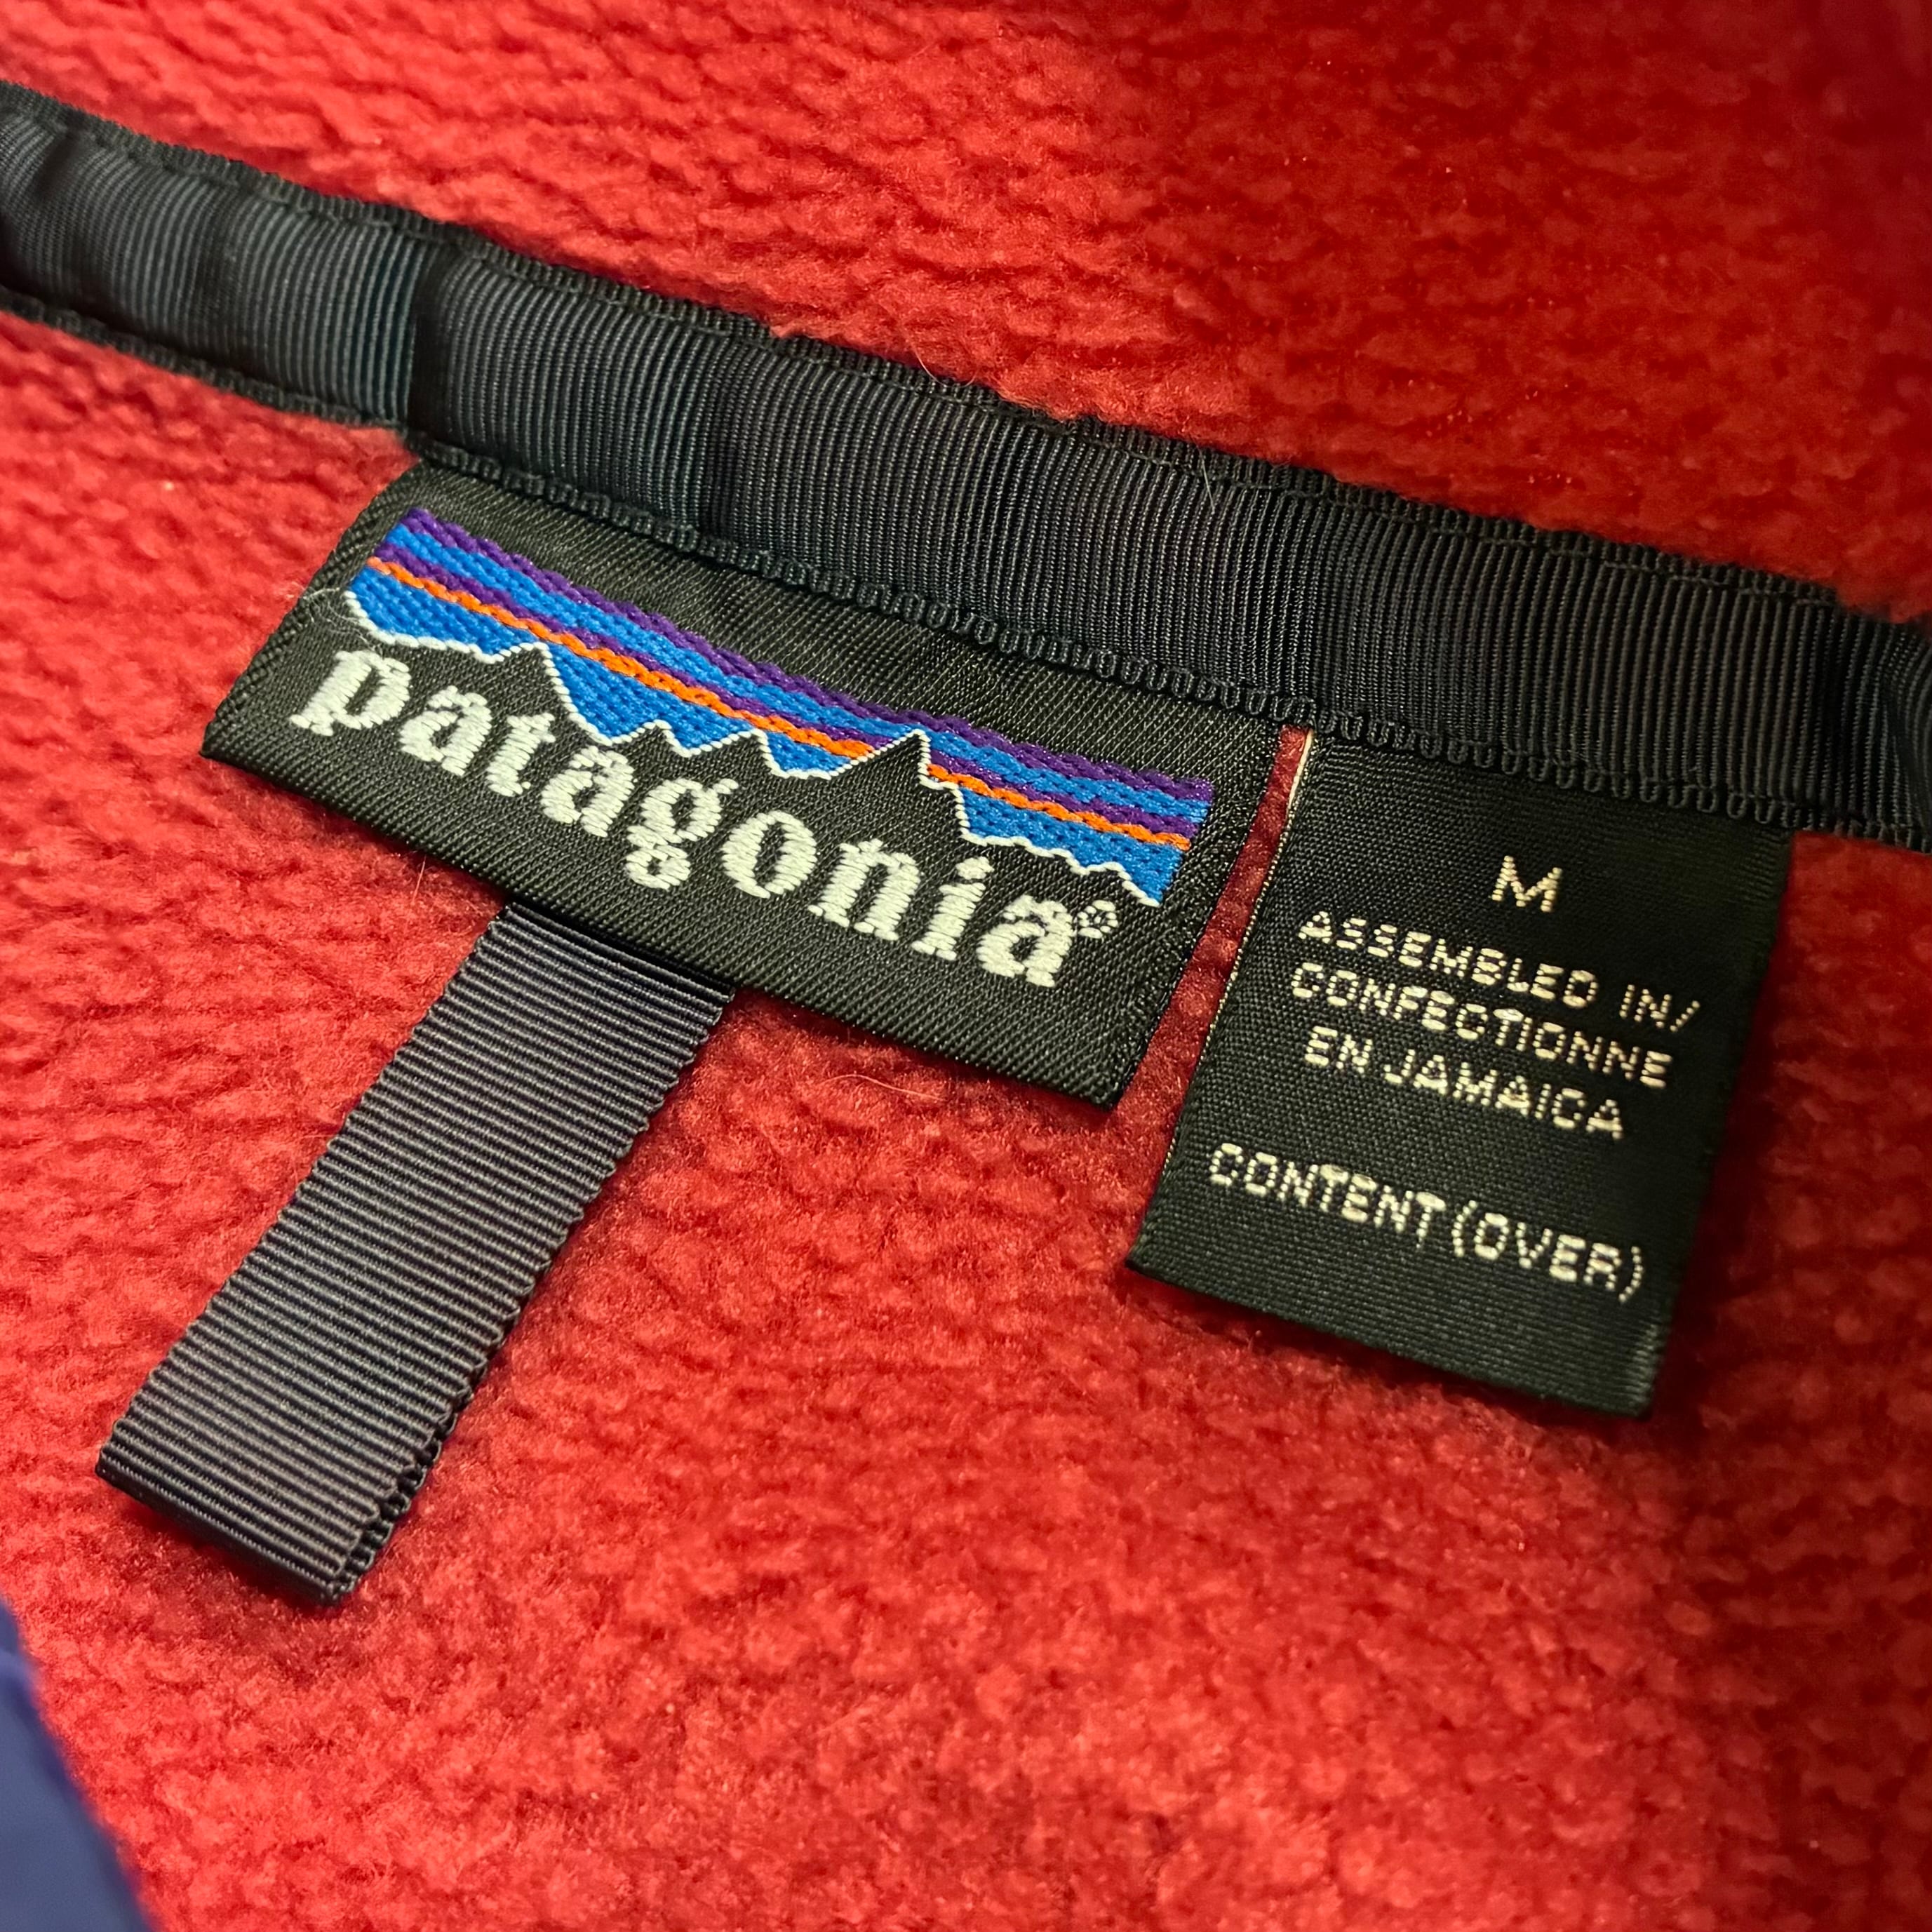 patagonia®
M
ASSEMBLED IN/
CONFECTIONNE
EN JAMAICA
CONTENT (OVER)